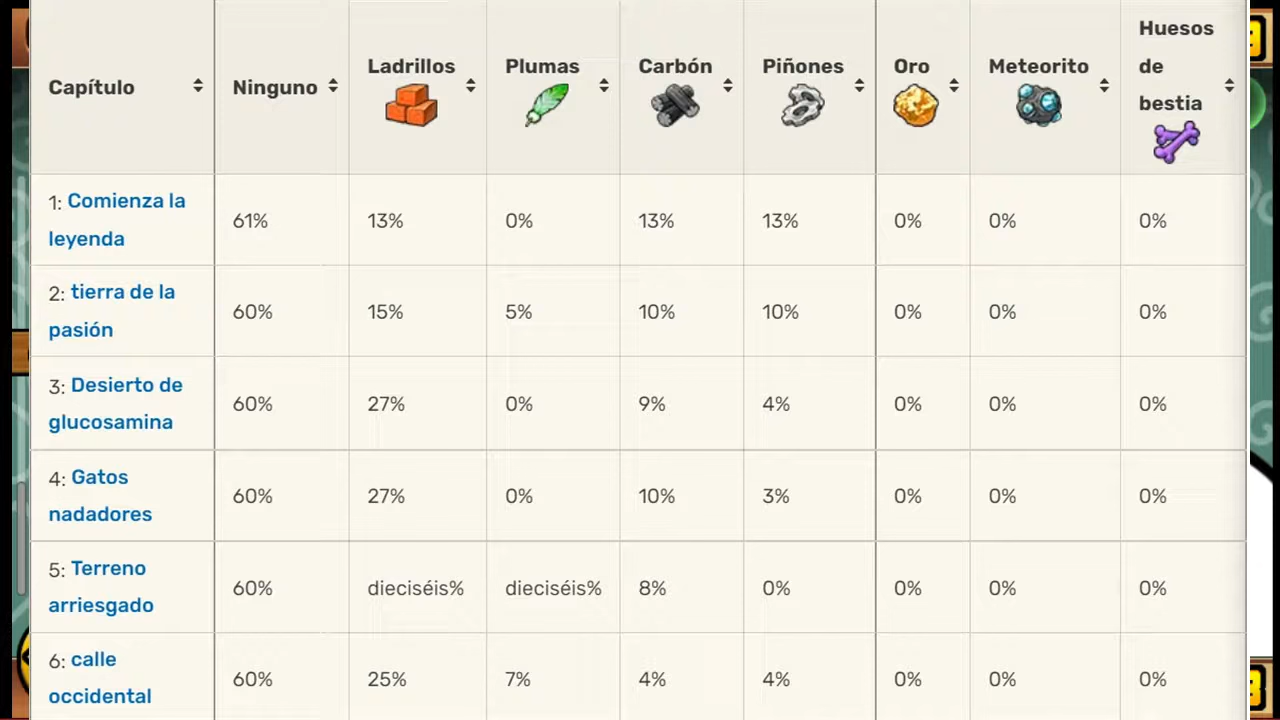 Capítulo Ninguno Ladrillos Plumas Carbón Piñones Oro Meteorito Huesos de bestia
1: Comienza la leyenda 61% 13% 0% 13% 13% 0% 0% 0%
2: tierra de la pasión 60% 15% 5% 10% 10% 0% 0% 0%
3: Desierto de glucosamina 60% 27% 0% 9% 4% 0% 0% 0%
4: Gatos nadadores 60% 27% 0% 10% 3% 0% 0% 0%
5: Terreno arriesgado 60% dieciséis% dieciséis% 8% 0% 0% 0% 0%
6: calle occidental 60% 25% 7% 4% 4% 0% 0% 0%